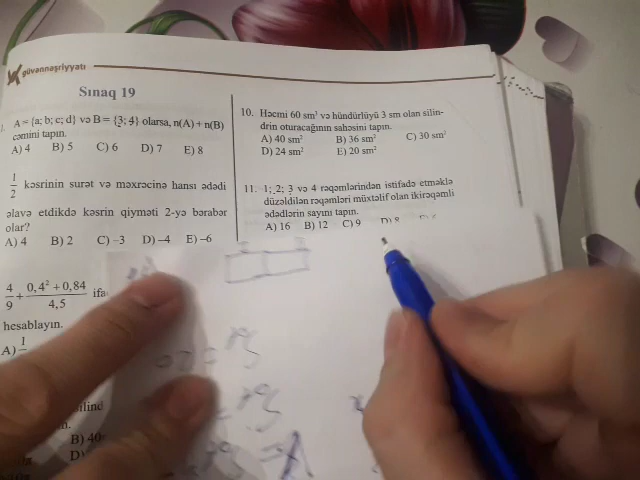 güvənnəşriyyatı
Sınaq 19
A = {a; b; c; d} və B = {3; 4} olarsa, n(A) + n(B)
cəmini tapın.
A) 4 B) 5 C) 6 D) 7 E) 8
1/2 kəsrinin surət və məxrəcinə hansı ədədi
əlavə etdikdə kəsrin qiyməti 2-yə bərabər
olar?
A) 4 B) 2 C) –3 D) –4 E) –6
4/9 + (0,4² + 0,84)/4,5 ifa
hesablayın.
A) 1
B) 40
D)
10. Həcmi 60 sm³ və hündürlüyü 3 sm olan silin-
drin oturacağının sahəsini tapın.
A) 40 sm² B) 36 sm² C) 30 sm²
D) 24 sm² E) 20 sm²
11. 1; 2; 3 və 4 rəqəmlərindən istifadə etməklə
düzəldilən rəqəmləri müxtəlif olan ikirəqəmli
ədədlərin sayını tapın.
A) 16 B) 12 C) 9 D) 8